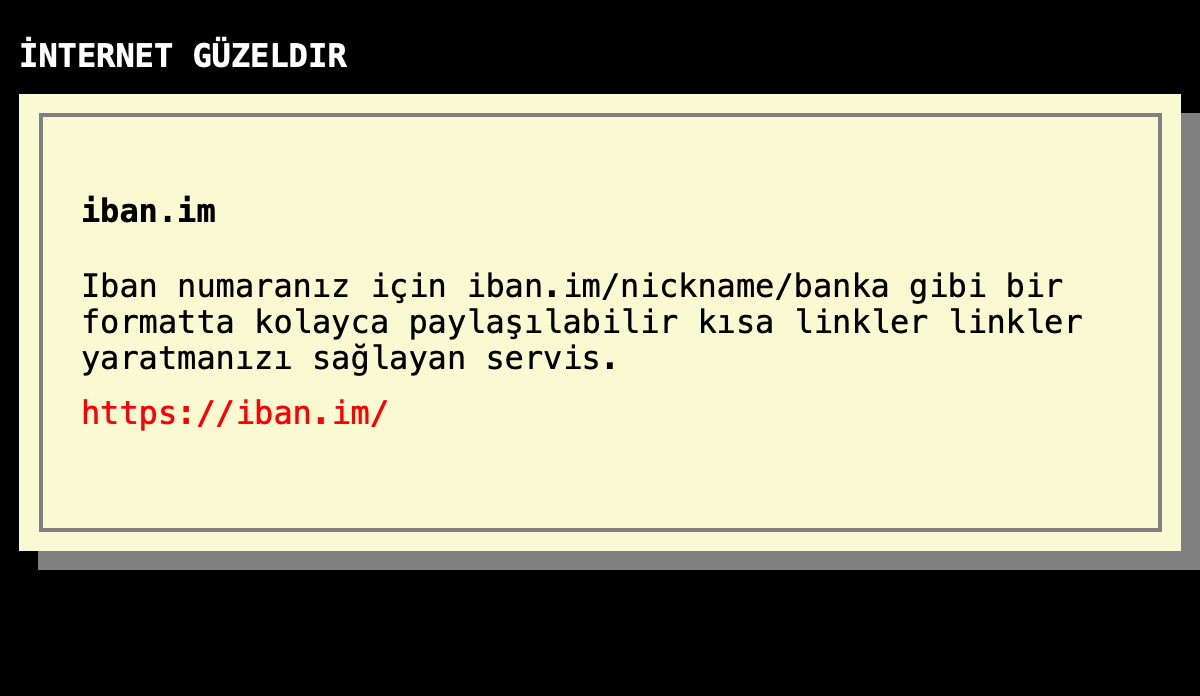 İNTERNET GÜZELDIR
iban.im
Iban numaranız için iban.im/nickname/banka gibi bir
formatta kolayca paylaşılabilir kısa linkler linkler
yaratmanızı sağlayan servis.
https://iban.im/